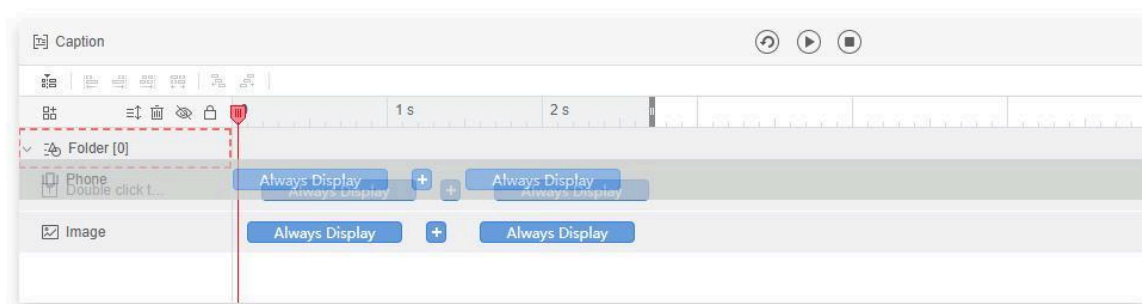 Caption
1 s 2 s
Folder [0]
Phone Always Display + Always Display
Double click t... Always Display + Always Display
Image Always Display + Always Display